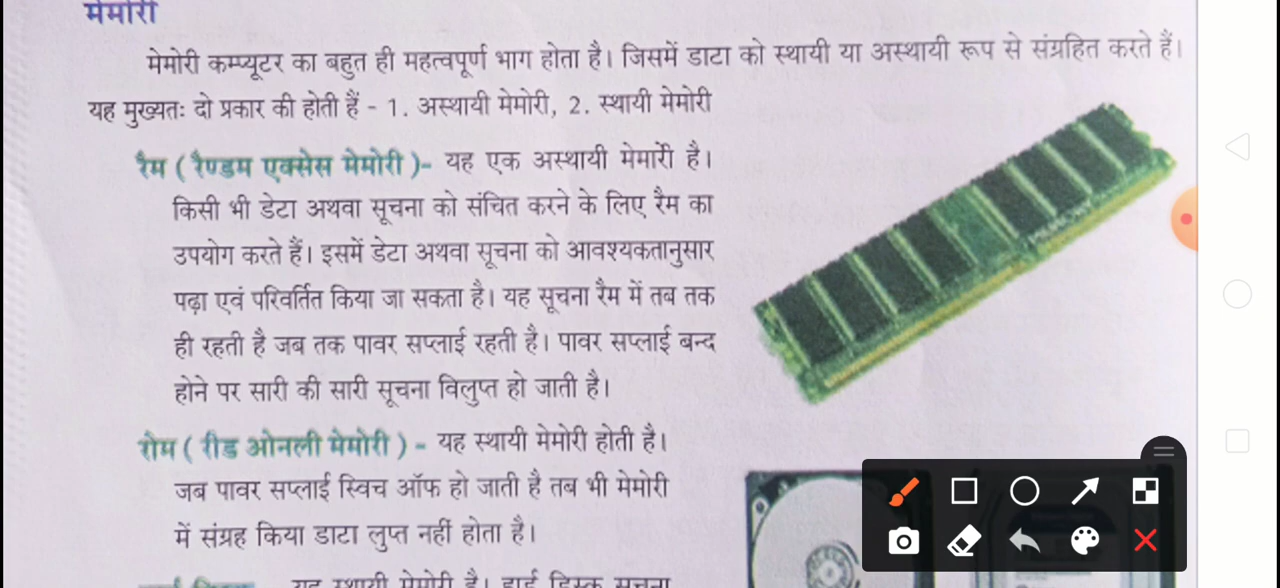 मेमोरी
मेमोरी कम्प्यूटर का बहुत ही महत्वपूर्ण भाग होता है। जिसमें डाटा को स्थायी या अस्थायी रूप से संग्रहित करते हैं।
यह मुख्यतः दो प्रकार की होती हैं - 1. अस्थायी मेमोरी, 2. स्थायी मेमोरी
रैम ( रैण्डम एक्सेस मेमोरी )- यह एक अस्थायी मेमारेी है।
किसी भी डेटा अथवा सूचना को संचित करने के लिए रैम का
उपयोग करते हैं। इसमें डेटा अथवा सूचना को आवश्यकतानुसार
पढ़ा एवं परिवर्तित किया जा सकता है। यह सूचना रैम में तब तक
ही रहती है जब तक पावर सप्लाई रहती है। पावर सप्लाई बन्द
होने पर सारी की सारी सूचना विलुप्त हो जाती है।
रोम ( रीड ओनली मेमोरी ) - यह स्थायी मेमोरी होती है।
जब पावर सप्लाई स्विच ऑफ हो जाती है तब भी मेमोरी
में संग्रह किया डाटा लुप्त नहीं होता है।
यह स्थायी मेमोरी है। हार्ड डिस्क सूचना